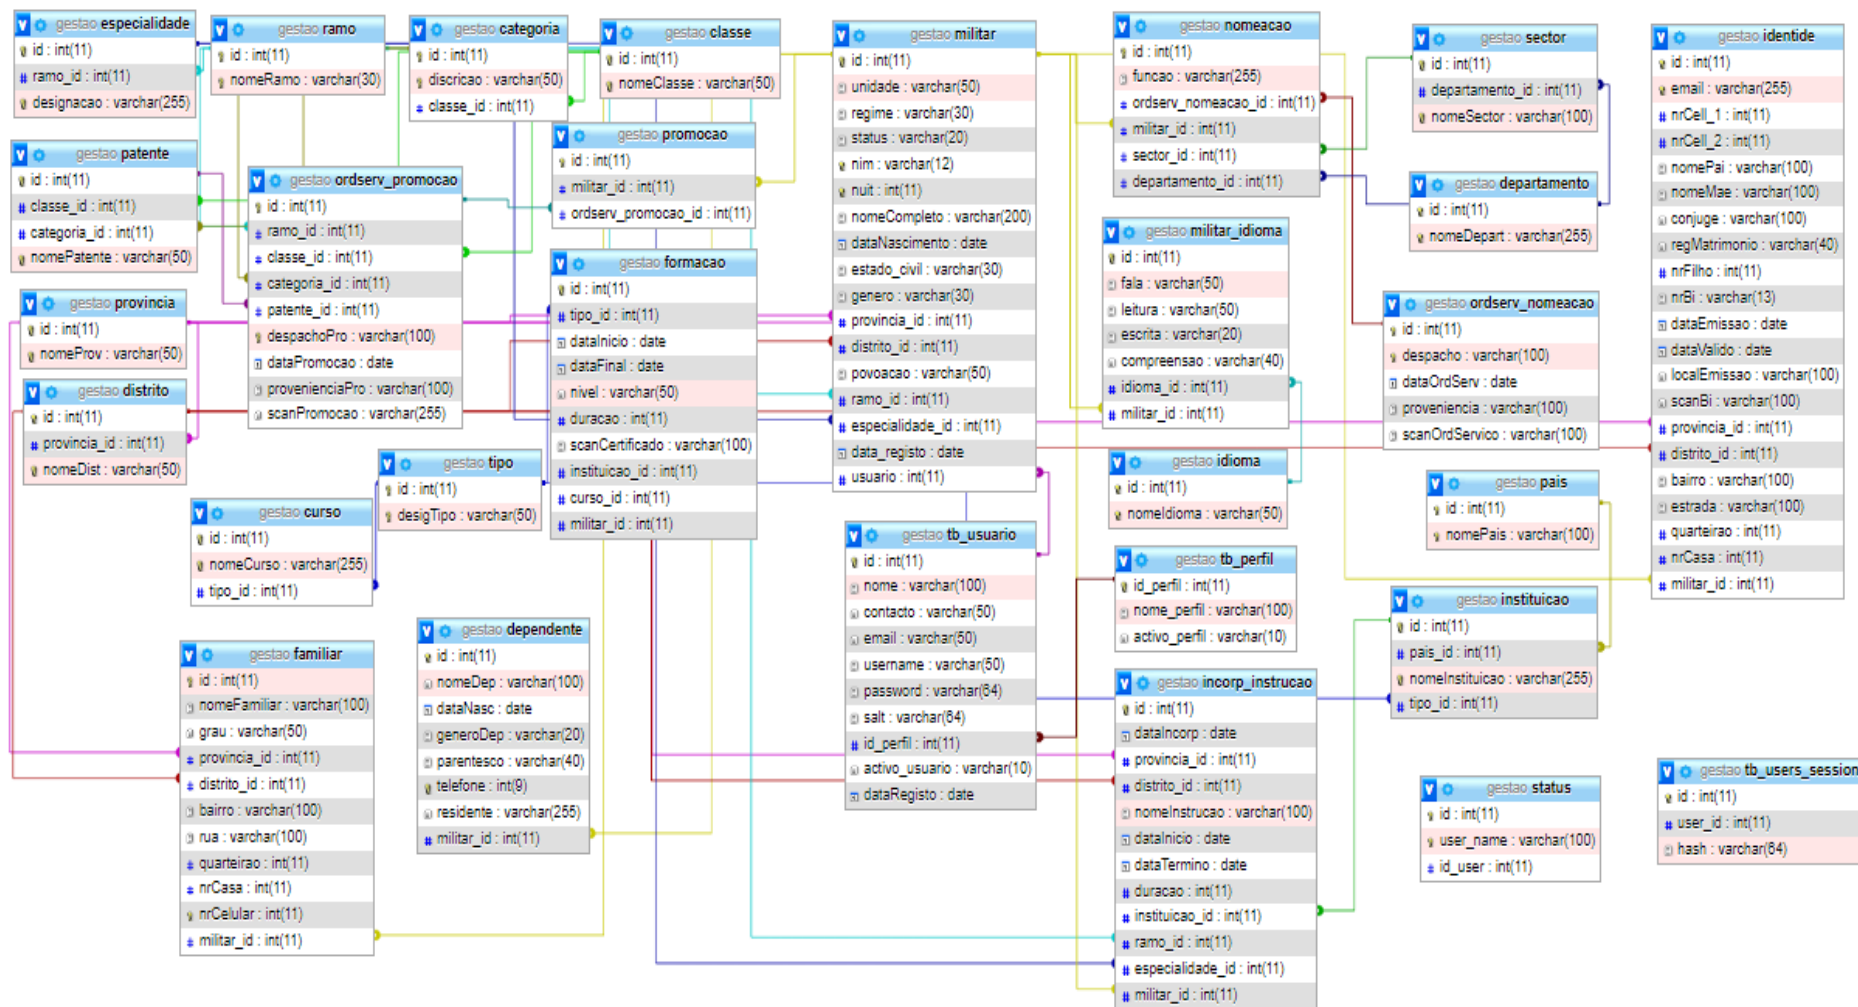 gestao especialidade
id : int(11)
ramo_id : int(11)
designacao : varchar(255)
gestao ramo
id : int(11)
nomeRamo : varchar(30)
gestao categoria
id : int(11)
discricao : varchar(50)
classe_id : int(11)
gestao classe
id : int(11)
nomeClasse : varchar(50)
gestao militar
id : int(11)
unidade : varchar(50)
regime : varchar(30)
status : varchar(20)
nim : varchar(12)
nuit : int(11)
nomeCompleto : varchar(200)
dataNascimento : date
estado_civil : varchar(30)
genero : varchar(30)
provincia_id : int(11)
distrito_id : int(11)
povoacao : varchar(50)
ramo_id : int(11)
especialidade_id : int(11)
data_registo : date
usuario : int(11)
gestao nomeacao
id : int(11)
funcao : varchar(255)
ordserv_nomeacao_id : int(11)
militar_id : int(11)
sector_id : int(11)
departamento_id : int(11)
gestao sector
id : int(11)
departamento_id : int(11)
nomeSector : varchar(100)
gestao identide
id : int(11)
email : varchar(255)
nrCell_1 : int(11)
nrCell_2 : int(11)
nomePai : varchar(100)
nomeMae : varchar(100)
conjuge : varchar(100)
regMatrimonio : varchar(40)
nrFilho : int(11)
nrBi : varchar(13)
dataEmissao : date
dataValido : date
localEmissao : varchar(100)
scanBi : varchar(100)
provincia_id : int(11)
distrito_id : int(11)
bairro : varchar(100)
estrada : varchar(100)
quarteirao : int(11)
nrCasa : int(11)
militar_id : int(11)
gestao patente
id : int(11)
classe_id : int(11)
categoria_id : int(11)
nomePatente : varchar(50)
gestao ordserv_promocao
id : int(11)
ramo_id : int(11)
classe_id : int(11)
categoria_id : int(11)
patente_id : int(11)
despachoPro : varchar(100)
dataPromocao : date
provenienciaPro : varchar(100)
scanPromocao : varchar(255)
gestao promocao
id : int(11)
militar_id : int(11)
ordserv_promocao_id : int(11)
gestao departamento
id : int(11)
nomeDepart : varchar(255)
gestao militar_idioma
id : int(11)
fala : varchar(50)
leitura : varchar(50)
escrita : varchar(20)
compreensao : varchar(40)
idioma_id : int(11)
militar_id : int(11)
gestao formacao
id : int(11)
tipo_id : int(11)
dataInicio : date
dataFinal : date
nivel : varchar(50)
duracao : int(11)
scanCertificado : varchar(100)
instituicao_id : int(11)
curso_id : int(11)
militar_id : int(11)
gestao provincia
id : int(11)
nomeProv : varchar(50)
gestao ordserv_nomeacao
id : int(11)
despacho : varchar(100)
dataOrdServ : date
proveniencia : varchar(100)
scanOrdServico : varchar(100)
gestao distrito
id : int(11)
provincia_id : int(11)
nomeDist : varchar(50)
gestao tipo
id : int(11)
desigTipo : varchar(50)
gestao idioma
id : int(11)
nomeIdioma : varchar(50)
gestao pais
id : int(11)
nomePais : varchar(100)
gestao curso
id : int(11)
nomeCurso : varchar(255)
tipo_id : int(11)
gestao tb_usuario
id : int(11)
nome : varchar(100)
contacto : varchar(50)
email : varchar(50)
username : varchar(50)
password : varchar(64)
salt : varchar(64)
id_perfil : int(11)
activo_usuario : varchar(10)
dataRegisto : date
gestao tb_perfil
id_perfil : int(11)
nome_perfil : varchar(100)
activo_perfil : varchar(10)
gestao instituicao
id : int(11)
pais_id : int(11)
nomeInstituicao : varchar(255)
tipo_id : int(11)
gestao dependente
id : int(11)
nomeDep : varchar(100)
dataNasc : date
generoDep : varchar(20)
parentesco : varchar(40)
telefone : int(9)
residente : varchar(255)
militar_id : int(11)
gestao familiar
id : int(11)
nomeFamiliar : varchar(100)
grau : varchar(50)
provincia_id : int(11)
distrito_id : int(11)
bairro : varchar(100)
rua : varchar(100)
quarteirao : int(11)
nrCasa : int(11)
nrCelular : int(11)
militar_id : int(11)
gestao incorp_instrucao
id : int(11)
dataIncorp : date
provincia_id : int(11)
distrito_id : int(11)
nomeInstrucao : varchar(100)
dataInicio : date
dataTermino : date
duracao : int(11)
instituicao_id : int(11)
ramo_id : int(11)
especialidade_id : int(11)
militar_id : int(11)
gestao status
id : int(11)
user_name : varchar(100)
id_user : int(11)
gestao tb_users_session
id : int(11)
user_id : int(11)
hash : varchar(64)